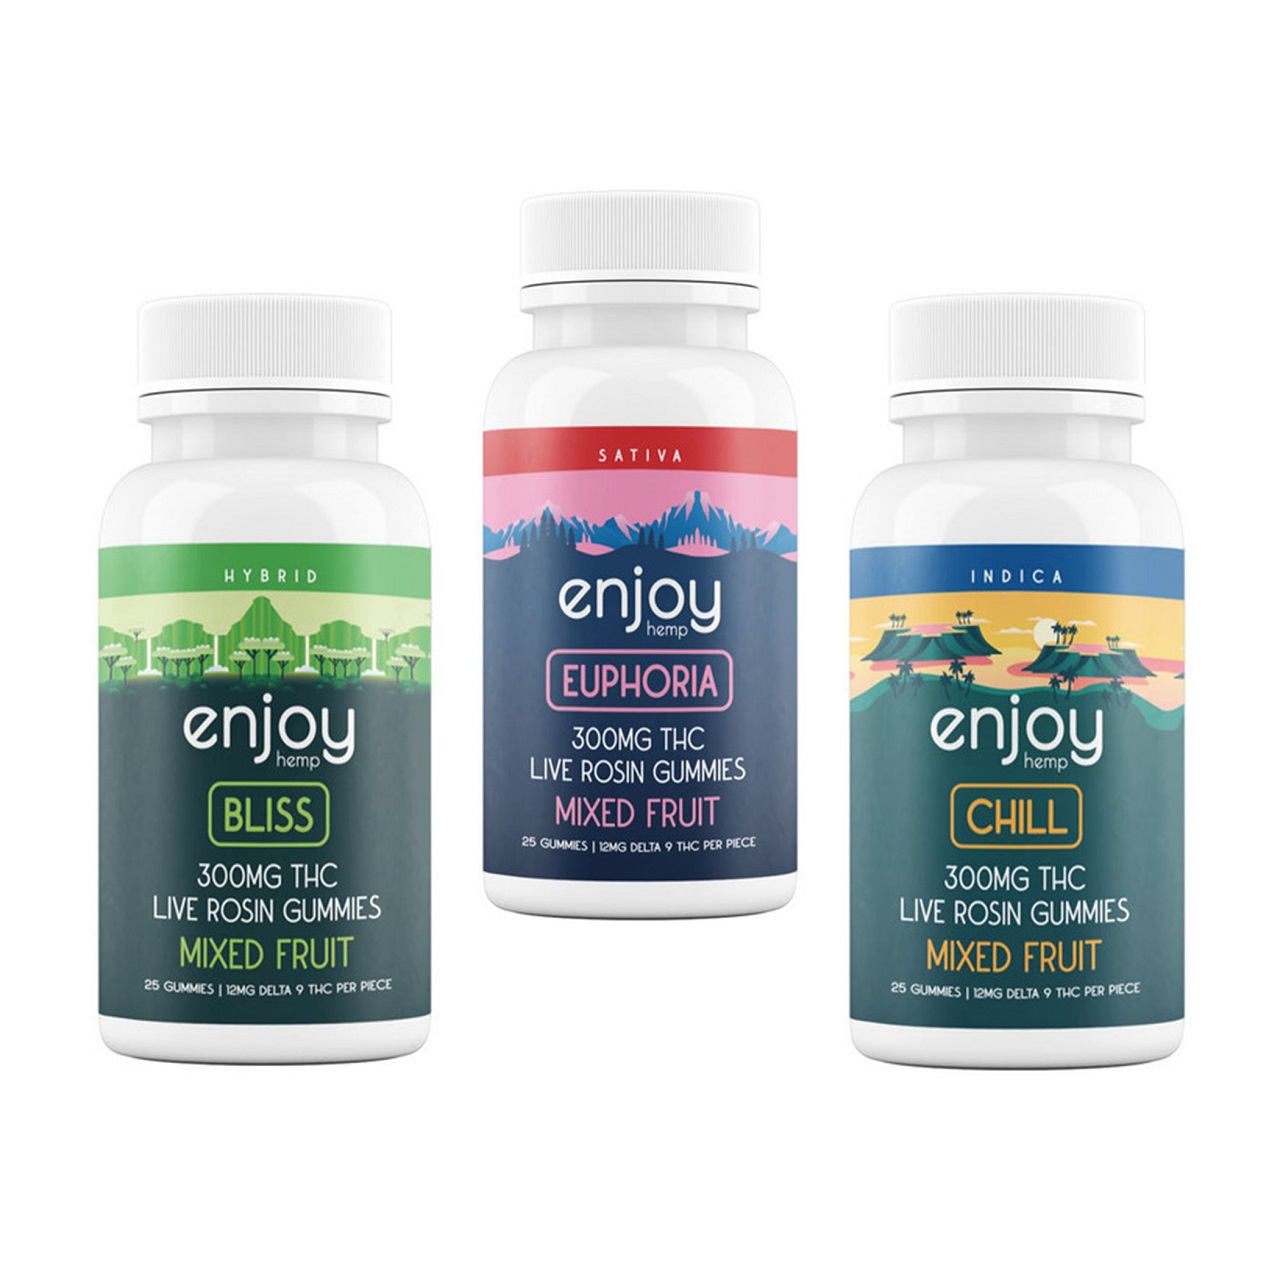 HYBRID
enjoy
hemp
BLISS
300MG THC
LIVE ROSIN GUMMIES
MIXED FRUIT
25 GUMMIES | 12MG DELTA 9 THC PER PIECE
SATIVA
enjoy
hemp
EUPHORIA
300MG THC
LIVE ROSIN GUMMIES
MIXED FRUIT
25 GUMMIES | 12MG DELTA 9 THC PER PIECE
INDICA
enjoy
hemp
CHILL
300MG THC
LIVE ROSIN GUMMIES
MIXED FRUIT
25 GUMMIES | 12MG DELTA 9 THC PER PIECE